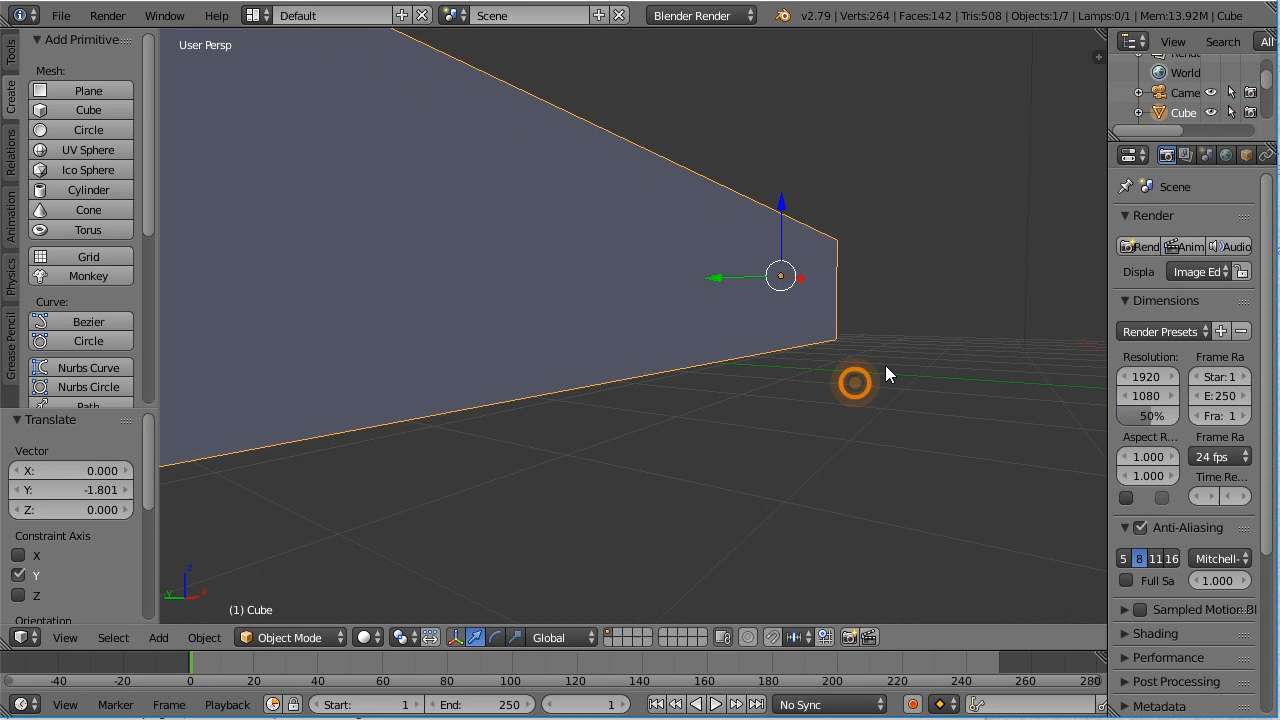 File Render Window Help Default Scene Blender Render v2.79 | Verts:264 | Faces:142 | Tris:508 | Objects:1/7 | Lamps:0/1 | Mem:13.92M | Cube
Tools
Create
Relations
Animation
Physics
Grease Pencil
Add Primitive
Mesh:
Plane
Cube
Circle
UV Sphere
Ico Sphere
Cylinder
Cone
Torus
Grid
Monkey
Curve:
Bezier
Circle
Nurbs Curve
Nurbs Circle
Path
Translate
Vector
X: 0.000
Y: -1.801
Z: 0.000
Constraint Axis
X
Y
Z
Orientation
User Persp
(1) Cube
View Select Add Object Object Mode Global
-40 -20 0 20 40 60 80 100 120 140 160 180 200 220 240 260 280
View Marker Frame Playback Start: 1 End: 250 1 No Sync
View Search All
World
Came
Cube
Scene
Render
Rend Anim Audio
Displa Image Ed
Dimensions
Render Presets
Resolution: Frame Ra
1920 Star:1
1080 E:250
50% Fra: 1
Aspect R... Frame Ra
1.000 24 fps
1.000 Time Re...
Anti-Aliasing
5 8 11 16 Mitchell-
Full Sa 1.000
Sampled Motion Bl
Shading
Performance
Post Processing
Metadata